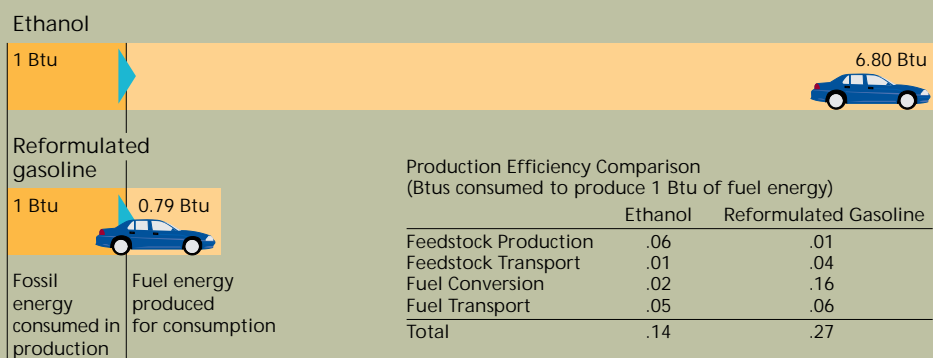 Ethanol
1 Btu
6.80 Btu
Reformulated
gasoline
1 Btu
0.79 Btu
Fossil
energy
consumed in
production
Fuel energy
produced
for consumption
Production Efficiency Comparison
(Btus consumed to produce 1 Btu of fuel energy)
Ethanol Reformulated Gasoline
Feedstock Production .06 .01
Feedstock Transport .01 .04
Fuel Conversion .02 .16
Fuel Transport .05 .06
Total .14 .27